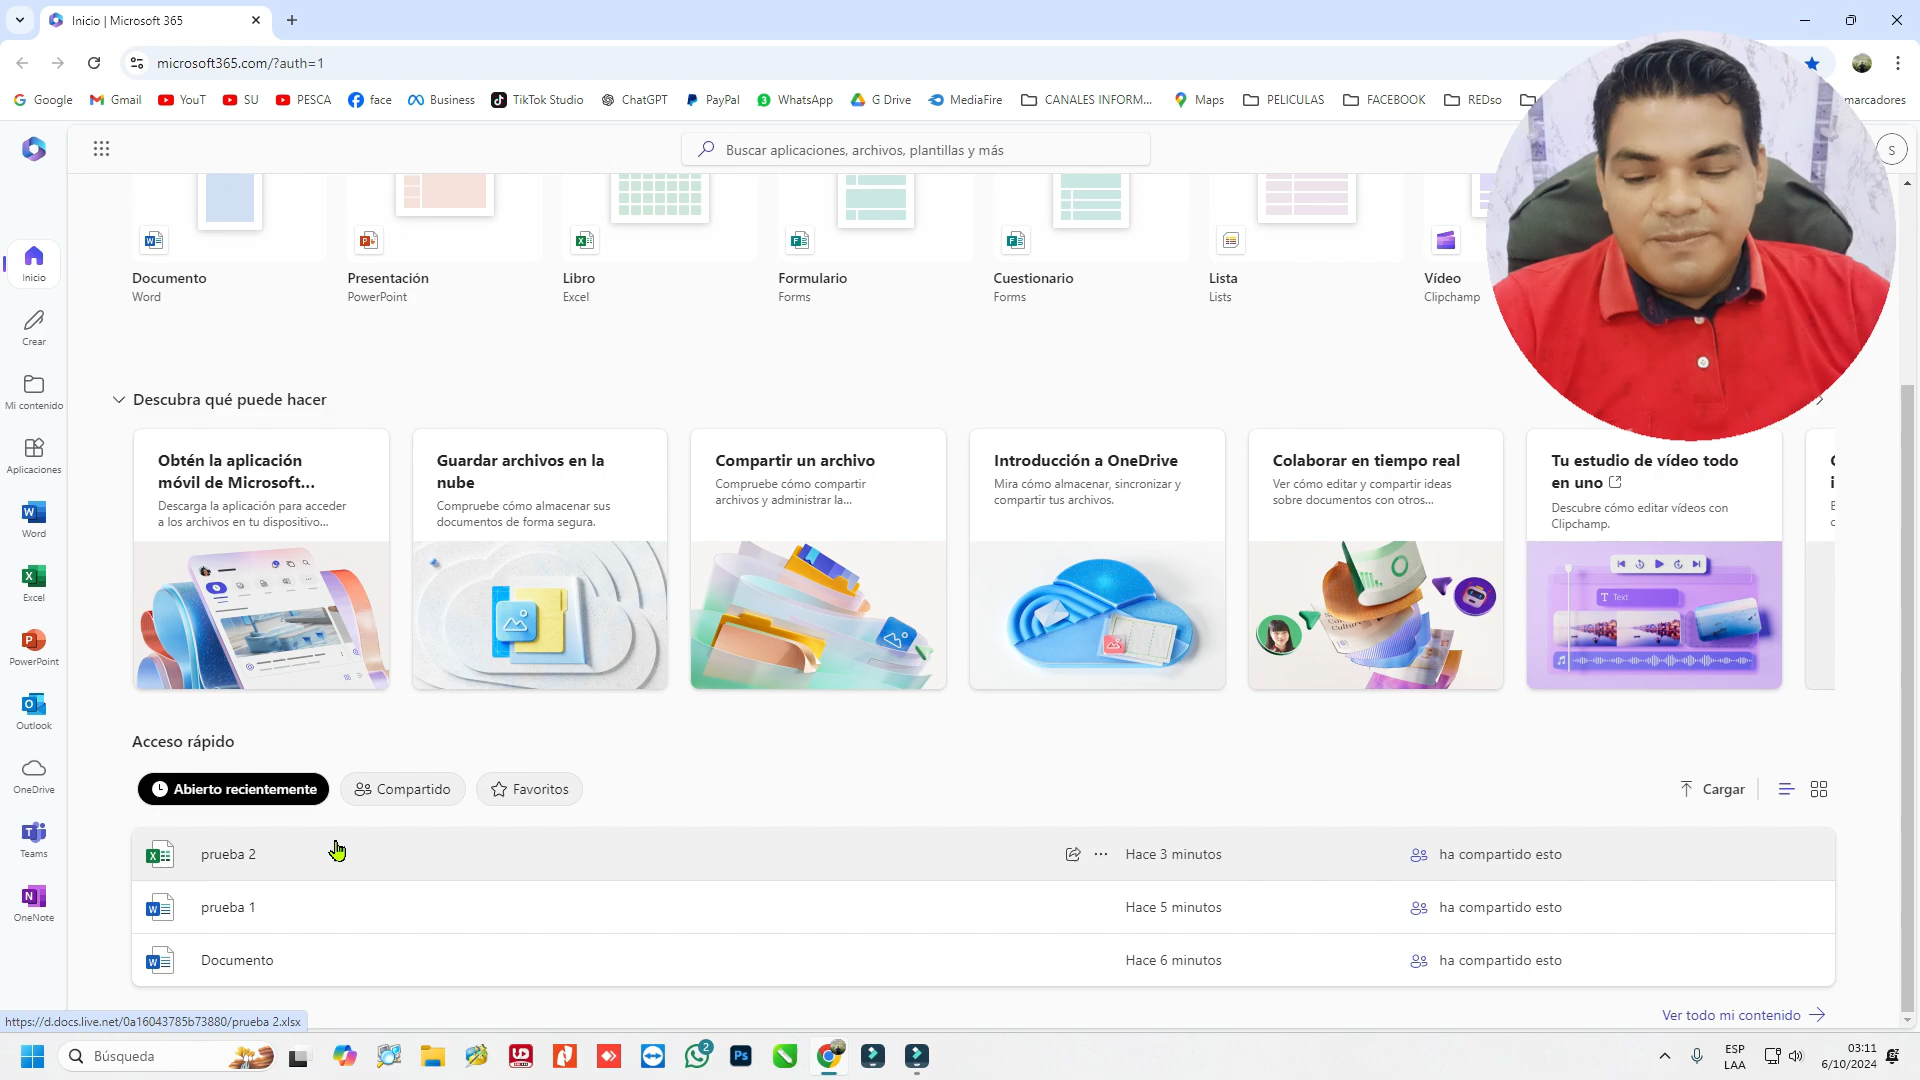 Inicio | Microsoft 365
microsoft365.com/?auth=1
Google
Gmail
YouT
SU
PESCA
face
Business
TikTok Studio
ChatGPT
PayPal
WhatsApp
G Drive
MediaFire
CANALES INFORM...
Maps
PELICULAS
FACEBOOK
REDso
marcadores
Buscar aplicaciones, archivos, plantillas y más
S
Inicio
Crear
Mi contenido
Aplicaciones
Word
Excel
PowerPoint
Outlook
OneDrive
Teams
OneNote
Documento
Word
Presentación
PowerPoint
Libro
Excel
Formulario
Forms
Cuestionario
Forms
Lista
Lists
Vídeo
Clipchamp
Descubra qué puede hacer
Obtén la aplicación
móvil de Microsoft...
Descarga la aplicación para acceder
a los archivos en tu dispositivo...
Guardar archivos en la
nube
Compruebe cómo almacenar sus
documentos de forma segura.
Compartir un archivo
Compruebe cómo compartir
archivos y administrar la...
Introducción a OneDrive
Mira cómo almacenar, sincronizar y
compartir tus archivos.
Colaborar en tiempo real
Ver cómo editar y compartir ideas
sobre documentos con otros...
Tu estudio de vídeo todo
en uno
Descubre cómo editar vídeos con
Clipchamp.
Text
Acceso rápido
Abierto recientemente
Compartido
Favoritos
Cargar
prueba 2
Hace 3 minutos
ha compartido esto
prueba 1
Hace 5 minutos
ha compartido esto
Documento
Hace 6 minutos
ha compartido esto
Ver todo mi contenido
https://d.docs.live.net/0a16043785b73880/prueba 2.xlsx
Búsqueda
2
ESP
LAA
03:11
6/10/2024